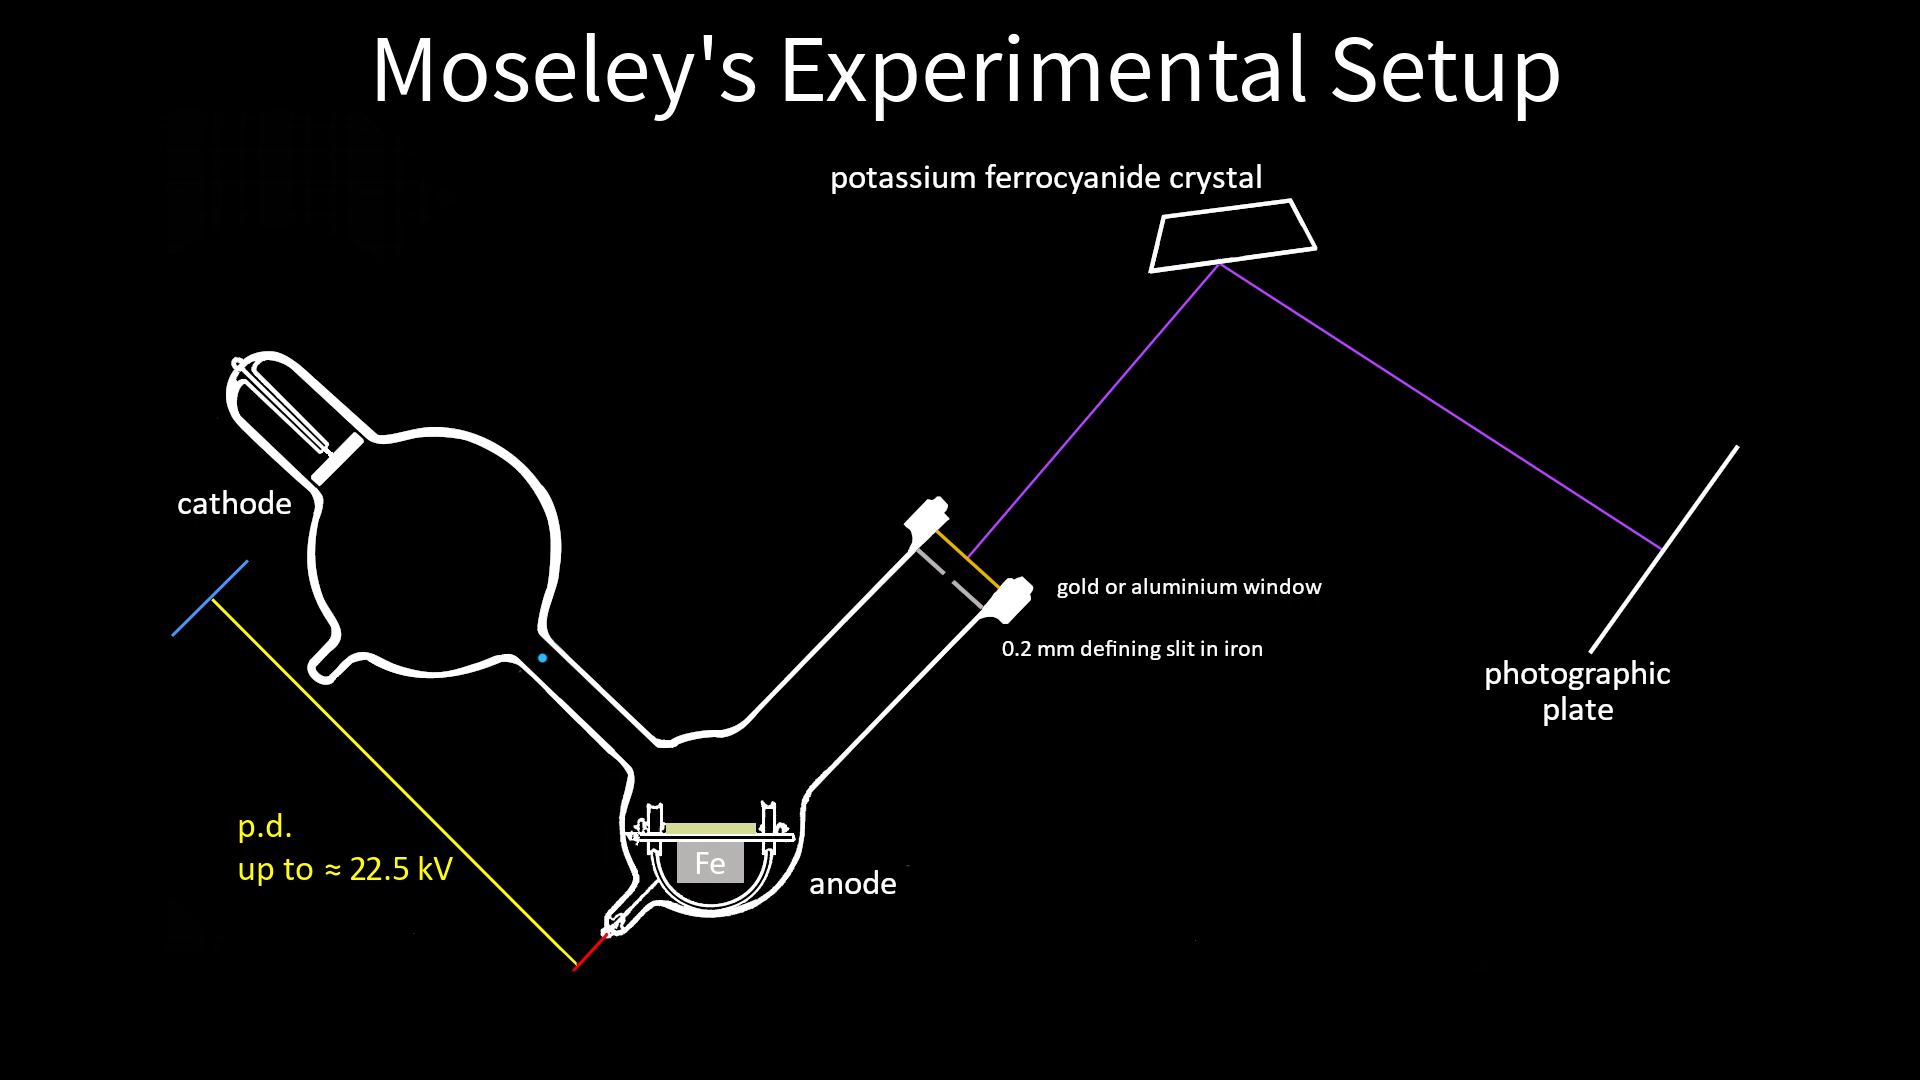 Moseley's Experimental Setup
potassium ferrocyanide crystal
cathode
gold or aluminium window
0.2 mm defining slit in iron
photographic
plate
p.d.
up to ≈ 22.5 kV
Fe
anode